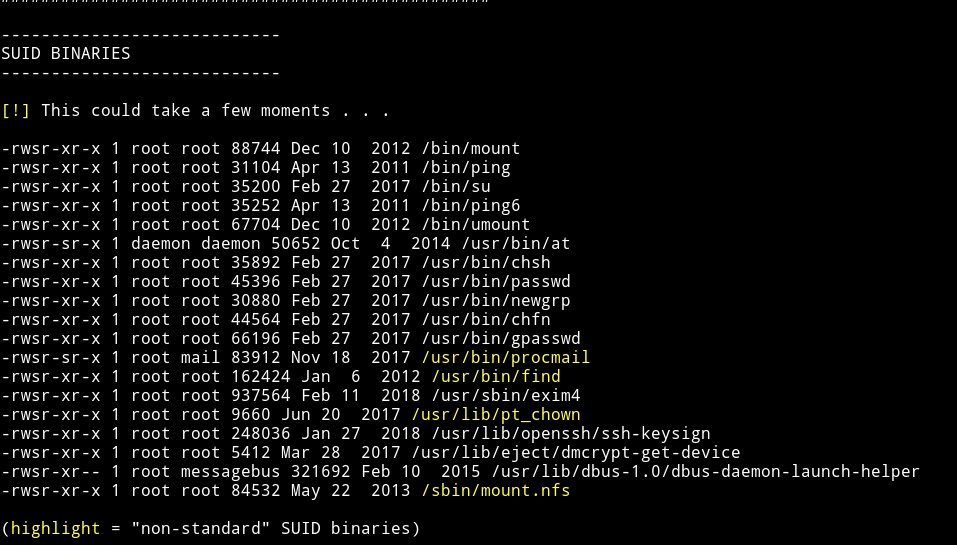 ----------------------------
SUID BINARIES
----------------------------
[!] This could take a few moments . . .
-rwsr-xr-x 1 root root 88744 Dec 10  2012 /bin/mount
-rwsr-xr-x 1 root root 31104 Apr 13  2011 /bin/ping
-rwsr-xr-x 1 root root 35200 Feb 27  2017 /bin/su
-rwsr-xr-x 1 root root 35252 Apr 13  2011 /bin/ping6
-rwsr-xr-x 1 root root 67704 Dec 10  2012 /bin/umount
-rwsr-sr-x 1 daemon daemon 50652 Oct  4  2014 /usr/bin/at
-rwsr-xr-x 1 root root 35892 Feb 27  2017 /usr/bin/chsh
-rwsr-xr-x 1 root root 45396 Feb 27  2017 /usr/bin/passwd
-rwsr-xr-x 1 root root 30880 Feb 27  2017 /usr/bin/newgrp
-rwsr-xr-x 1 root root 44564 Feb 27  2017 /usr/bin/chfn
-rwsr-xr-x 1 root root 66196 Feb 27  2017 /usr/bin/gpasswd
-rwsr-sr-x 1 root mail 83912 Nov 18  2017 /usr/bin/procmail
-rwsr-xr-x 1 root root 162424 Jan  6  2012 /usr/bin/find
-rwsr-xr-x 1 root root 937564 Feb 11  2018 /usr/sbin/exim4
-rwsr-xr-x 1 root root 9660 Jun 20  2017 /usr/lib/pt_chown
-rwsr-xr-x 1 root root 248036 Jan 27  2018 /usr/lib/openssh/ssh-keysign
-rwsr-xr-x 1 root root 5412 Mar 28  2017 /usr/lib/eject/dmcrypt-get-device
-rwsr-xr-- 1 root messagebus 321692 Feb 10  2015 /usr/lib/dbus-1.0/dbus-daemon-launch-helper
-rwsr-xr-x 1 root root 84532 May 22  2013 /sbin/mount.nfs
(highlight = "non-standard" SUID binaries)